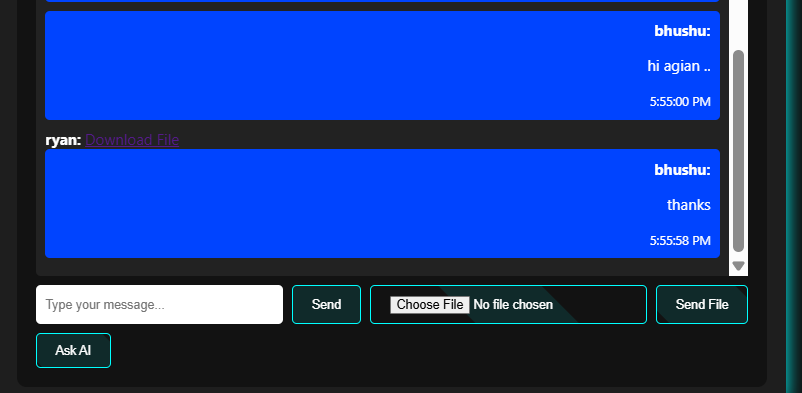 bhushu:
hi agian ..
5:55:00 PM
ryan: Download File
bhushu:
thanks
5:55:58 PM
Type your message...
Send
Choose File No file chosen
Send File
Ask AI